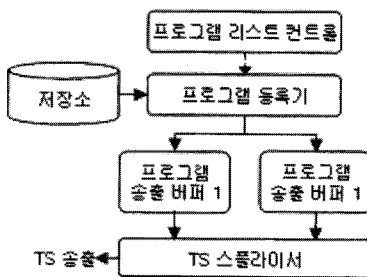 프로그램 리스트 컨트롤
저장소
프로그램 등록기
프로그램
송출 버퍼 1
프로그램
송출 버퍼 1
TS 송출
TS 스플라이서